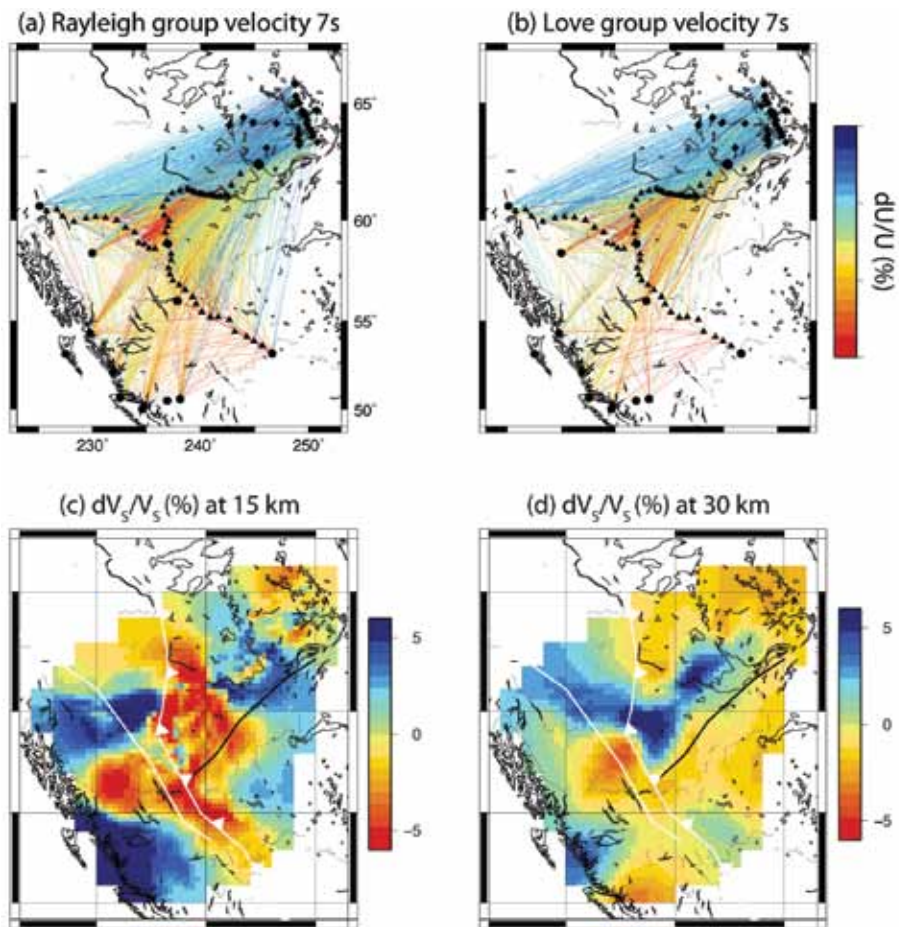 (a) Rayleigh group velocity 7s
(b) Love group velocity 7s
65°
60°
55°
50°
230 240 250
dU/U (%)
(c) dVS/VS (%) at 15 km
(d) dVS/VS (%) at 30 km
5
0
-5
5
0
-5